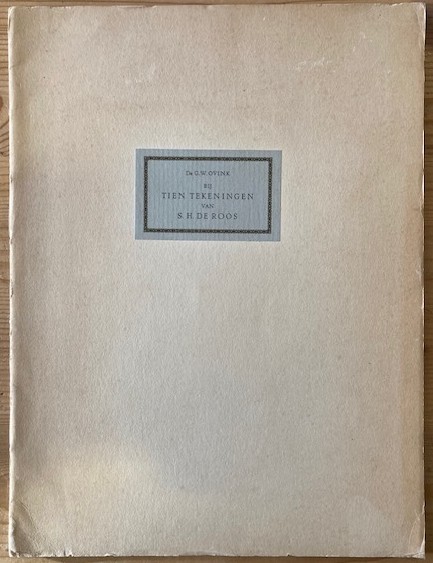 Dr G.W. OVINK
BIJ
TIEN TEKENINGEN
VAN
S. H. DE ROOS